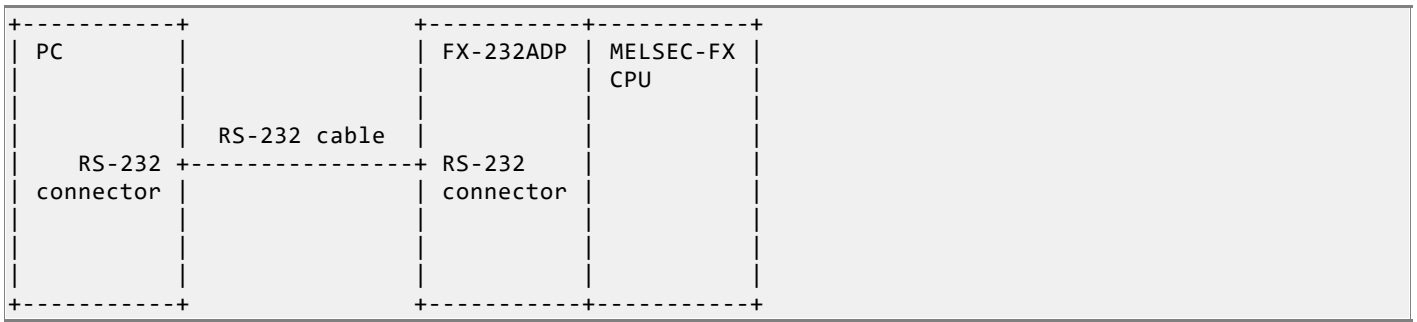 PC FX-232ADP MELSEC-FX
CPU
RS-232 cable
RS-232 RS-232
connector connector